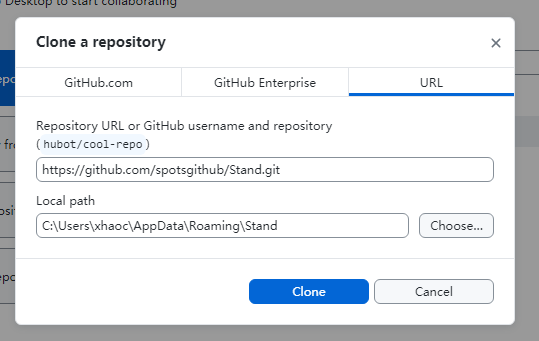 Desktop to start collaborating
Clone a repository
GitHub.com
GitHub Enterprise
URL
Repository URL or GitHub username and repository
(hubot/cool-repo)
https://github.com/spotsgithub/Stand.git
Local path
C:\Users\xhaoc\AppData\Roaming\Stand
Choose...
Clone
Cancel